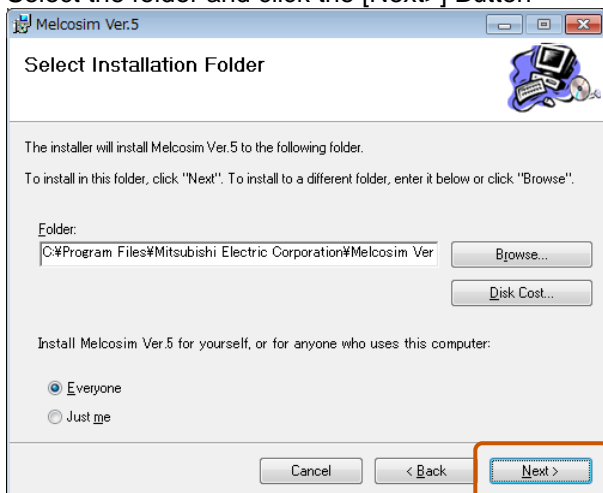 Select the folder and click the [Next>] Button
Melcosim Ver.5
Select Installation Folder
The installer will install Melcosim Ver.5 to the following folder.
To install in this folder, click "Next". To install to a different folder, enter it below or click "Browse".
Folder:
C:¥Program Files¥Mitsubishi Electric Corporation¥Melcosim Ver
Browse...
Disk Cost...
Install Melcosim Ver.5 for yourself, or for anyone who uses this computer:
Everyone
Just me
Cancel
< Back
Next >